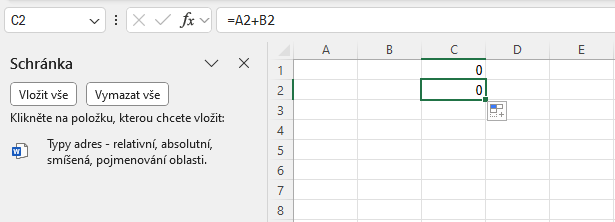 C2 fx =A2+B2
Schránka
Vložit vše Vymazat vše
Klikněte na položku, kterou chcete vložit:
Typy adres - relativní, absolutní,
smíšená, pojmenování oblasti.
A B C D E
1 0
2 0
3
4
5
6
7
8